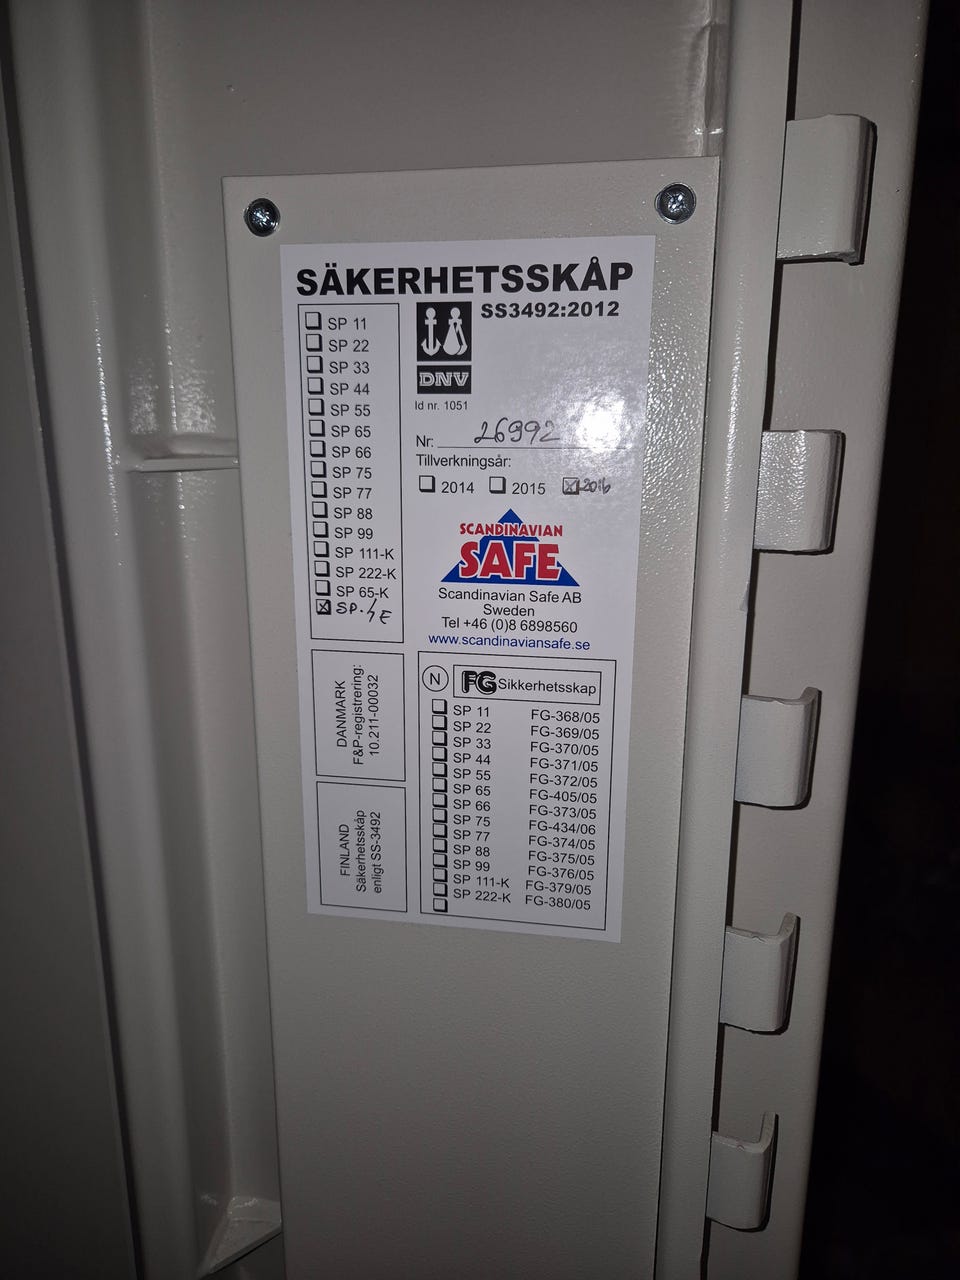 SÄKERHETSSKÅP
SS3492:2012
SP 11
SP 22
SP 33
SP 44
SP 55
SP 65
SP 66
SP 75
SP 77
SP 88
SP 99
SP 111-K
SP 222-K
SP 65-K
DNV
Id nr. 1051
Nr: 26992
Tillverkningsår:
2014 2015 2016
SCANDINAVIAN
SAFE
Scandinavian Safe AB
Sweden
Tel +46 (0)8 6898560
www.scandinaviansafe.se
DANMARK
F&P-registrering:
10.211-00032
FINLAND
Säkerhetsskåp
enligt SS-3492
N FG Sikkerhetsskap
SP 11 FG-368/05
SP 22 FG-369/05
SP 33 FG-370/05
SP 44 FG-371/05
SP 55 FG-372/05
SP 65 FG-405/05
SP 66 FG-373/05
SP 75 FG-434/06
SP 77 FG-374/05
SP 88 FG-375/05
SP 99 FG-376/05
SP 111-K FG-379/05
SP 222-K FG-380/05